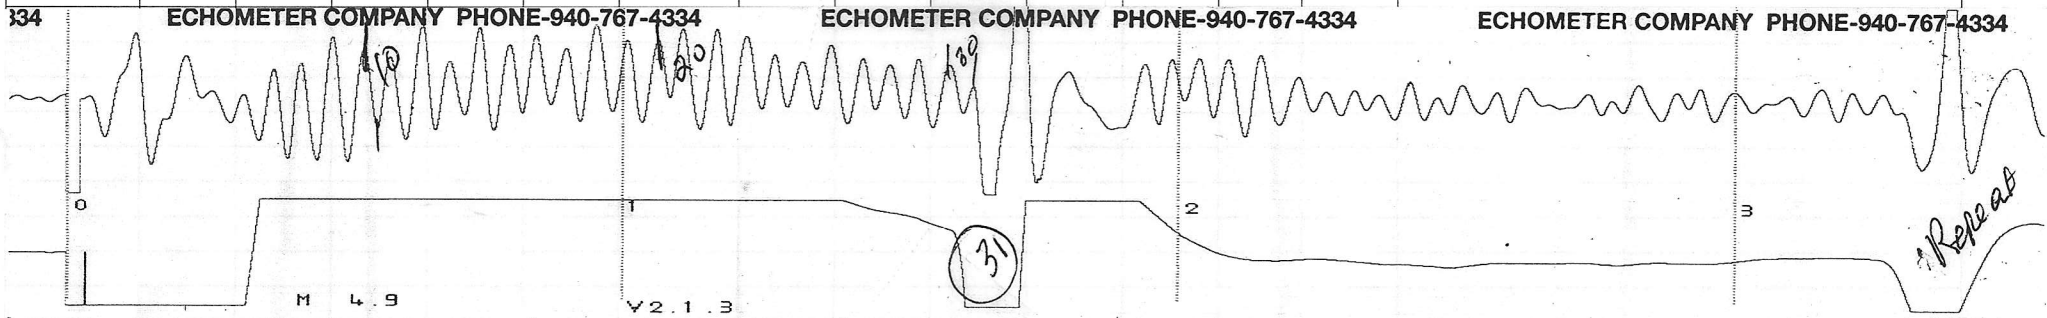 334 ECHOMETER COMPANY PHONE-940-767-4334 ECHOMETER COMPANY PHONE-940-767-4334 ECHOMETER COMPANY PHONE-940-767-4334
10 20 30
0 1 2 3
31
Repeat
M 4.9 V2.1.3